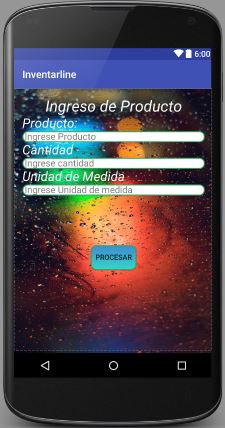 6:00
Inventarline
Ingreso de Producto
Producto:
Ingrese Producto
Cantidad
Ingrese cantidad
Unidad de Medida
Ingrese Unidad de medida
PROCESAR